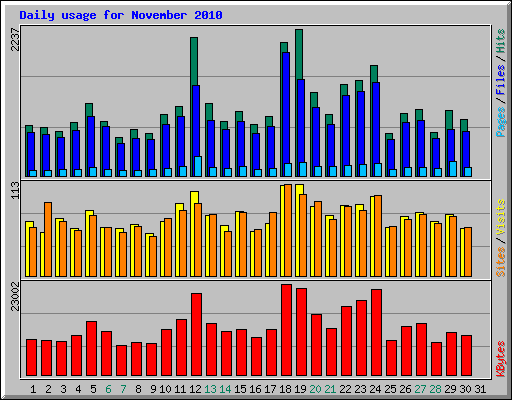 Daily usage for November 2010
2237
Pages / Files / Hits
113
Sites / Visits
23002
KBytes
1 2 3 4 5 6 7 8 9 10 11 12 13 14 15 16 17 18 19 20 21 22 23 24 25 26 27 28 29 30 31